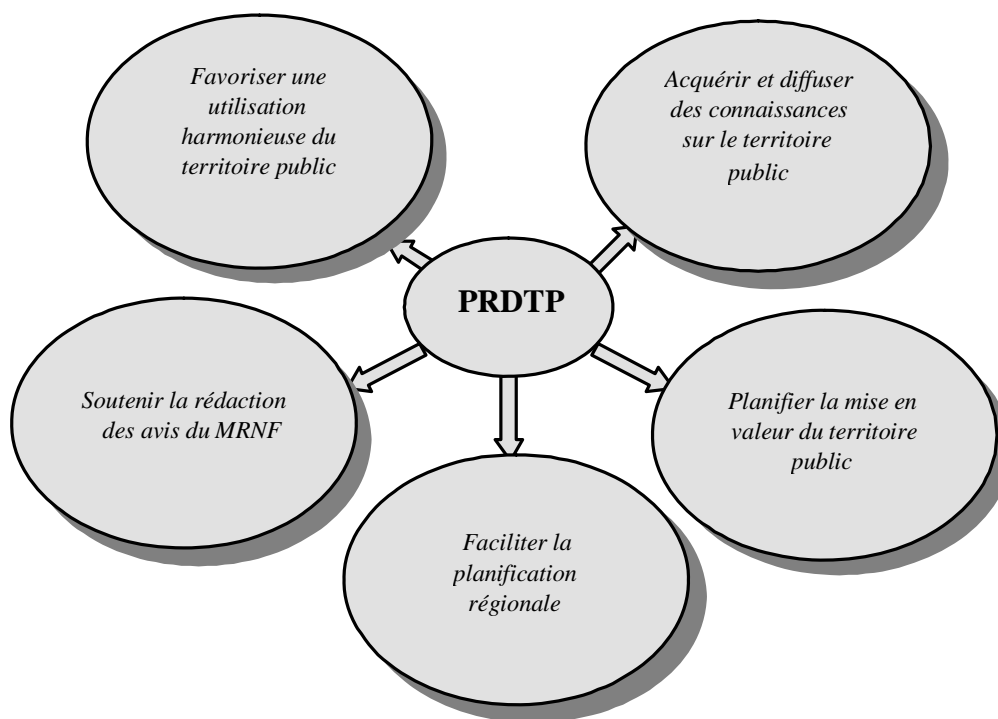 Favoriser une
utilisation
harmonieuse du
territoire public
Acquérir et diffuser
des connaissances
sur le territoire
public
PRDTP
Soutenir la rédaction
des avis du MRNF
Planifier la mise en
valeur du territoire
public
Faciliter la
planification
régionale